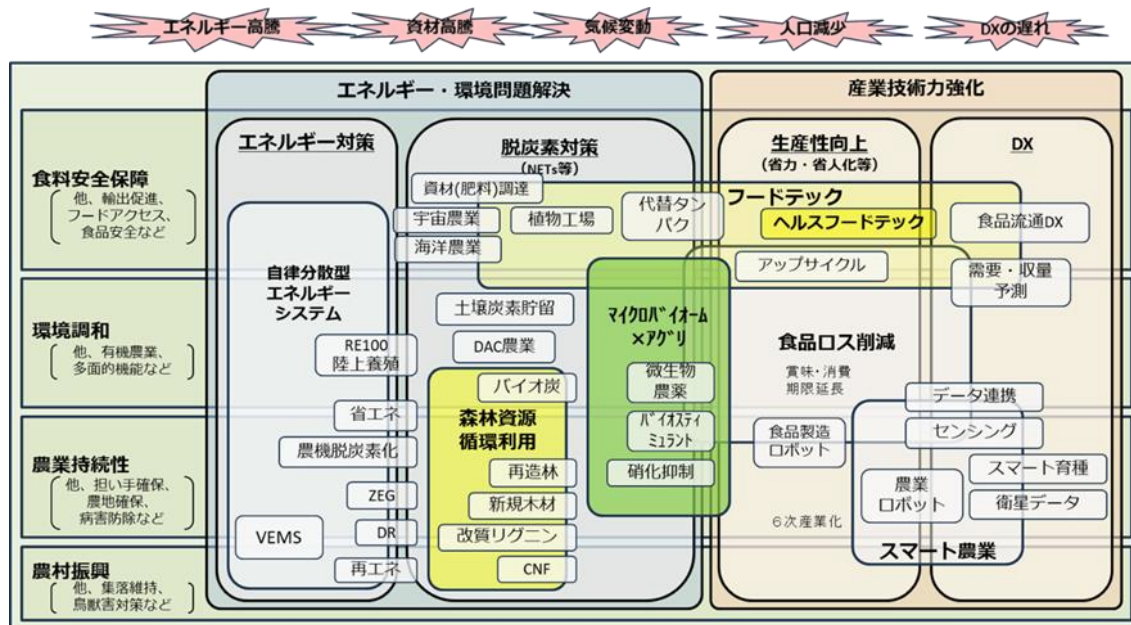 エネルギー高騰
資材高騰
気候変動
人口減少
DXの遅れ
エネルギー・環境問題解決
産業技術力強化
エネルギー対策
脱炭素対策
(NETs等)
生産性向上
(省力・省人化等)
DX
食料安全保障
他、輸出促進、
フードアクセス、
食品安全など
資材(肥料)調達
宇宙農業
海洋農業
植物工場
代替タン
パク
フードテック
ヘルスフードテック
食品流通DX
アップサイクル
需要・収量
予測
自律分散型
エネルギー
システム
環境調和
他、有機農業、
多面的機能など
RE100
陸上養殖
土壌炭素貯留
DAC農業
マイクロバイオーム
×アグリ
微生物
農薬
バイオスティ
ミュラント
硝化抑制
食品ロス削減
賞味・消費
期限延長
データ連携
センシング
バイオ炭
森林資源
循環利用
省エネ
農機脱炭素化
農業持続性
他、担い手確保、
農地確保、
病害防除など
再造林
新規木材
改質リグニン
CNF
ZEG
DR
VEMS
再エネ
食品製造
ロボット
農業
ロボット
スマート育種
衛星データ
6次産業化
スマート農業
農村振興
他、集落維持、
鳥獣害対策など